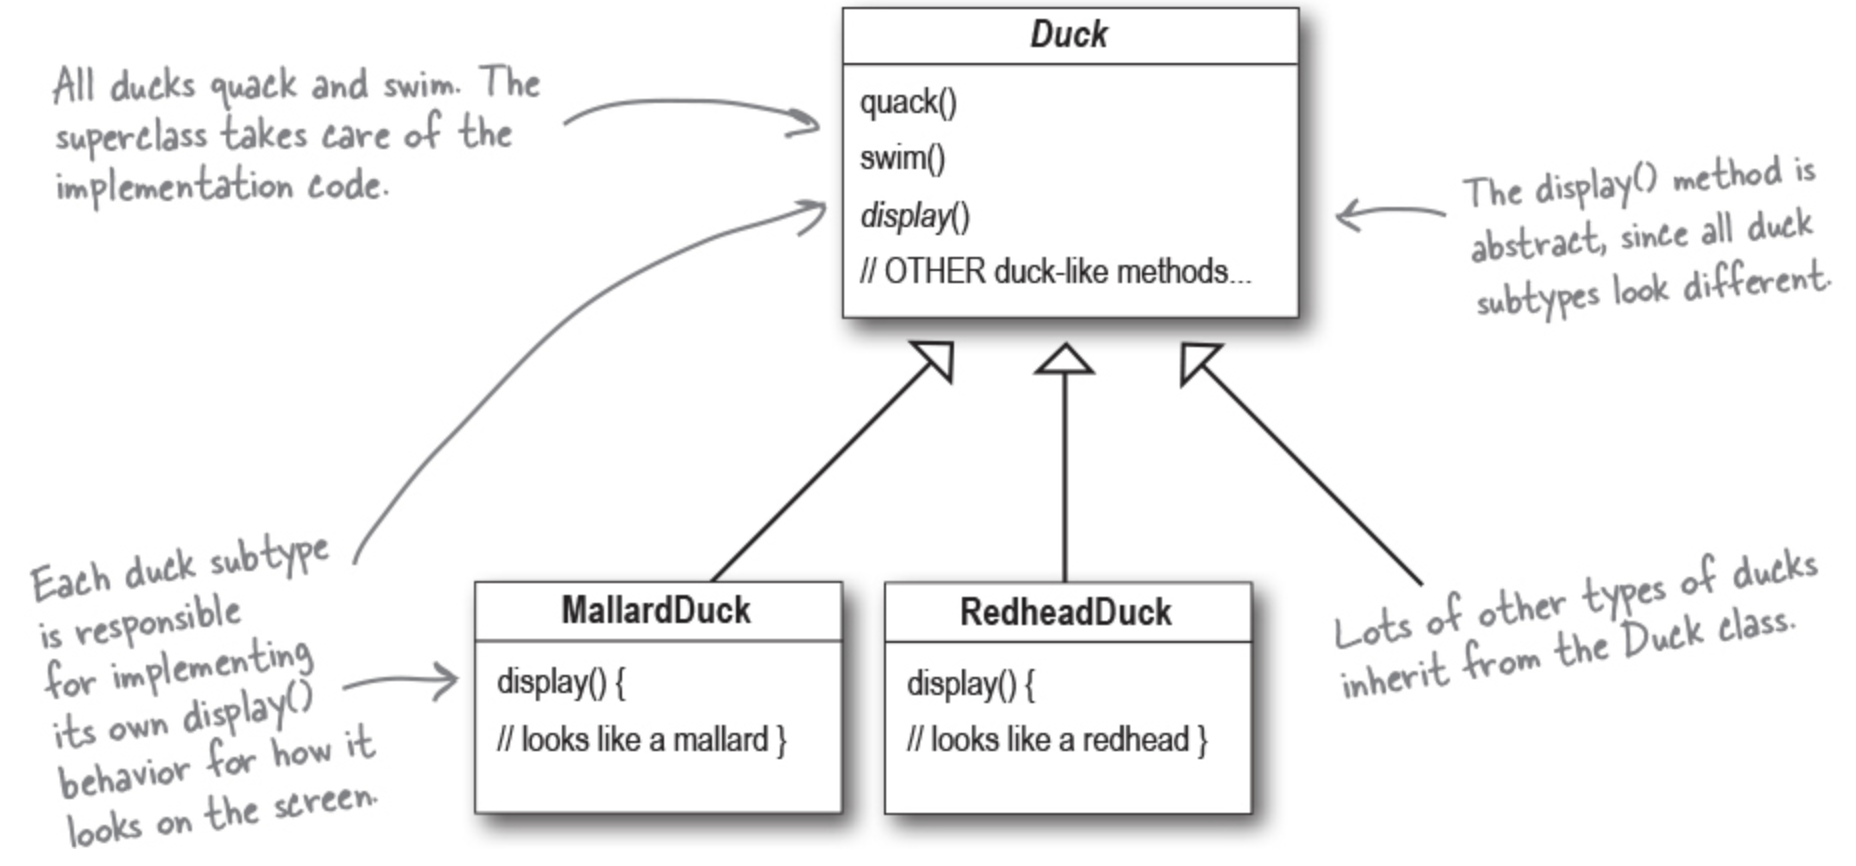 Duck
quack()
swim()
display()
// OTHER duck-like methods...
All ducks quack and swim. The
superclass takes care of the
implementation code.
The display() method is
abstract, since all duck
subtypes look different.
Each duck subtype
is responsible
for implementing
its own display()
behavior for how it
looks on the screen.
MallardDuck
display() {
// looks like a mallard }
RedheadDuck
display() {
// looks like a redhead }
Lots of other types of ducks
inherit from the Duck class.